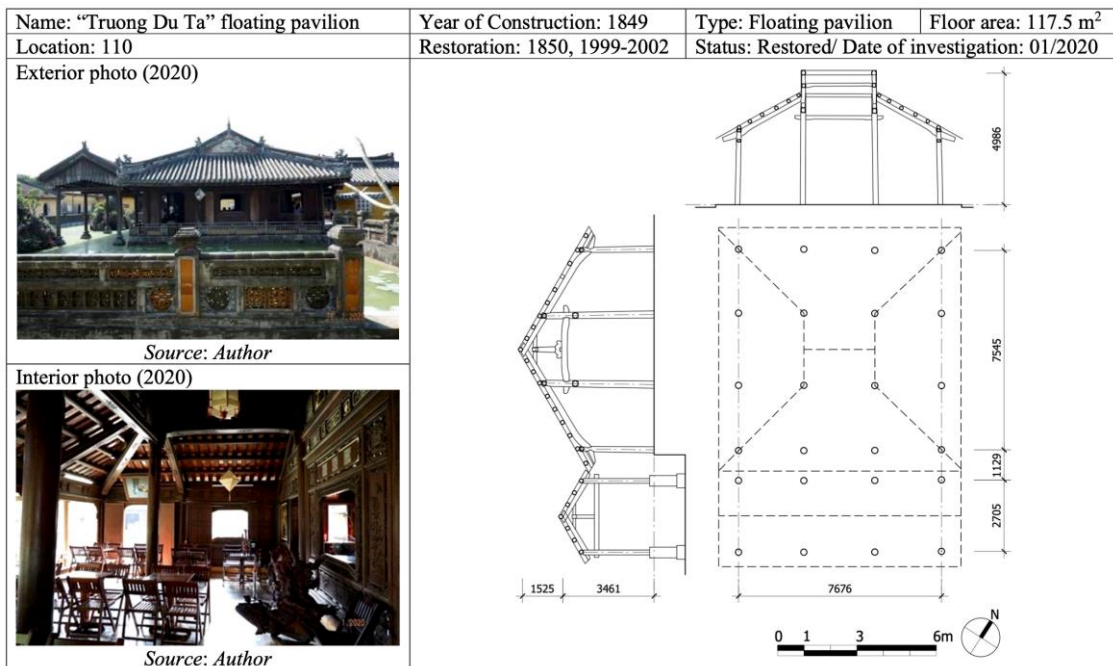 Name: “Truong Du Ta” floating pavilion
Year of Construction: 1849
Type: Floating pavilion
Floor area: 117.5 m²
Location: 110
Restoration: 1850, 1999-2002
Status: Restored/ Date of investigation: 01/2020
Exterior photo (2020)
Source: Author
Interior photo (2020)
Source: Author
4986
7545
1129
2705
1525
3461
7676
0 1 3 6m
N